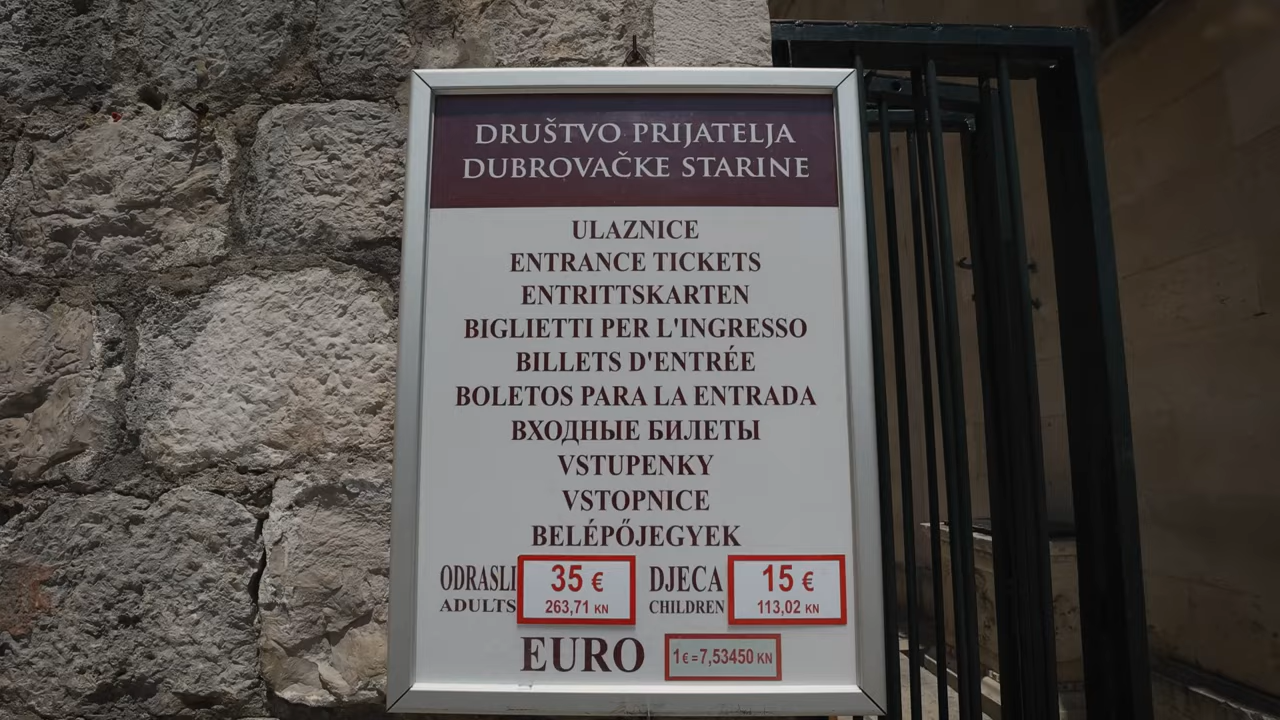 DRUŠTVO PRIJATELJA
DUBROVAČKE STARINE
ULAZNICE
ENTRANCE TICKETS
ENTRITTSKARTEN
BIGLIETTI PER L'INGRESSO
BILLETS D'ENTRÉE
BOLETOS PARA LA ENTRADA
ВХОДНЫЕ БИЛЕТЫ
VSTUPENKY
VSTOPNICE
BELÉPŐJEGYEK
ODRASLI 35 € DJECA 15 €
ADULTS 263,71 KN CHILDREN 113,02 KN
EURO 1€=7,53450 KN